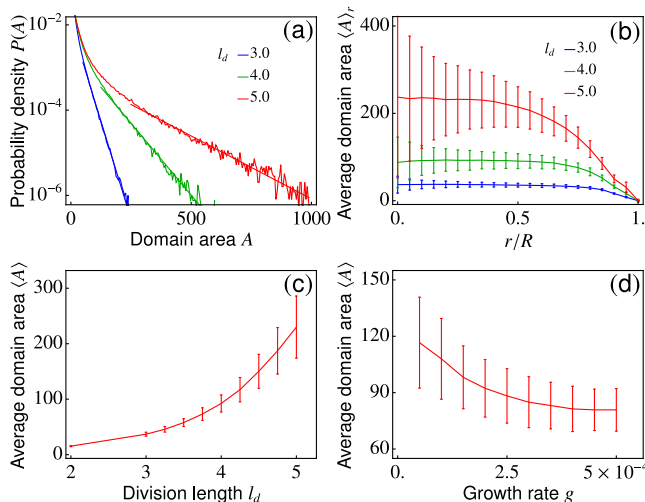 (a)
Probability density P(A)
10⁻²
10⁻⁴
10⁻⁶
l_d
3.0
4.0
5.0
0
500
1000
Domain area A
(b)
Average domain area ⟨A⟩_r
400
200
0
l_d
3.0
4.0
5.0
0.
0.5
1.
r/R
(c)
Average domain area ⟨A⟩
300
200
100
0
2
3
4
5
Division length l_d
(d)
Average domain area ⟨A⟩
150
120
90
60
0.
2.5
5 × 10⁻⁴
Growth rate g